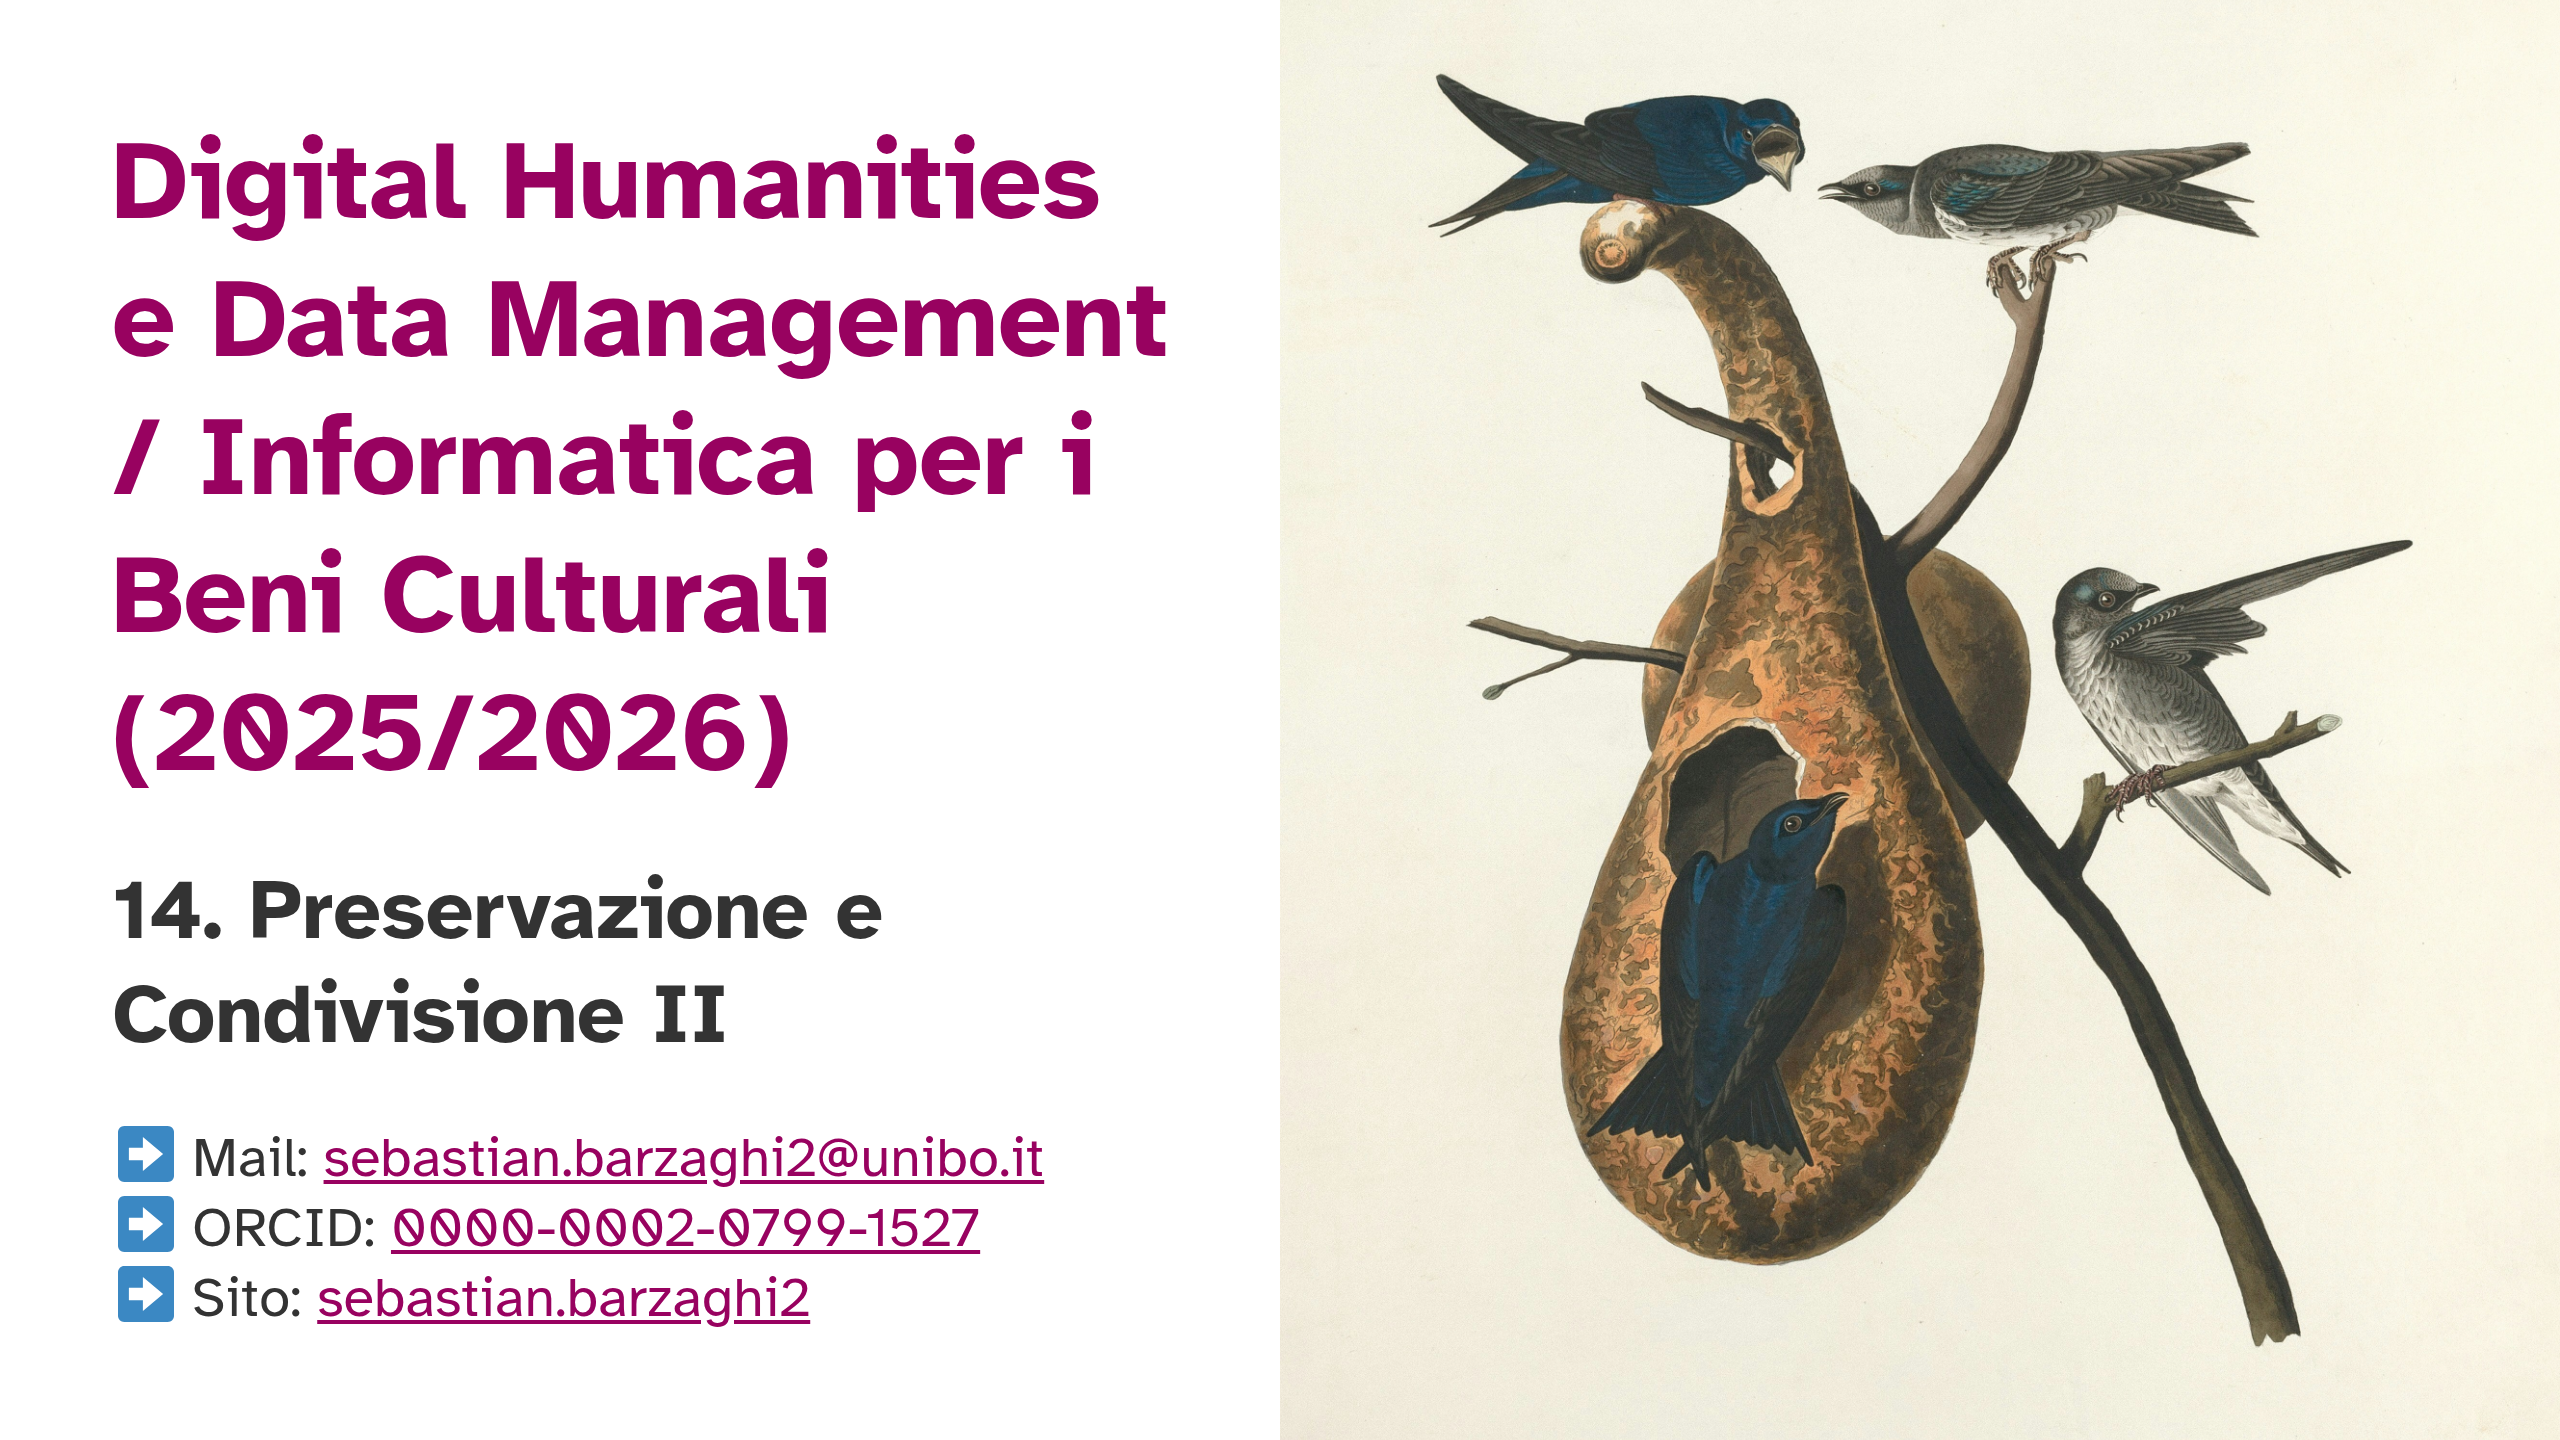 Digital Humanities
e Data Management
/ Informatica per i
Beni Culturali
(2025/2026)
14. Preservazione e
Condivisione II
➡ Mail: sebastian.barzaghi2@unibo.it
➡ ORCID: 0000-0002-0799-1527
➡ Sito: sebastian.barzaghi2